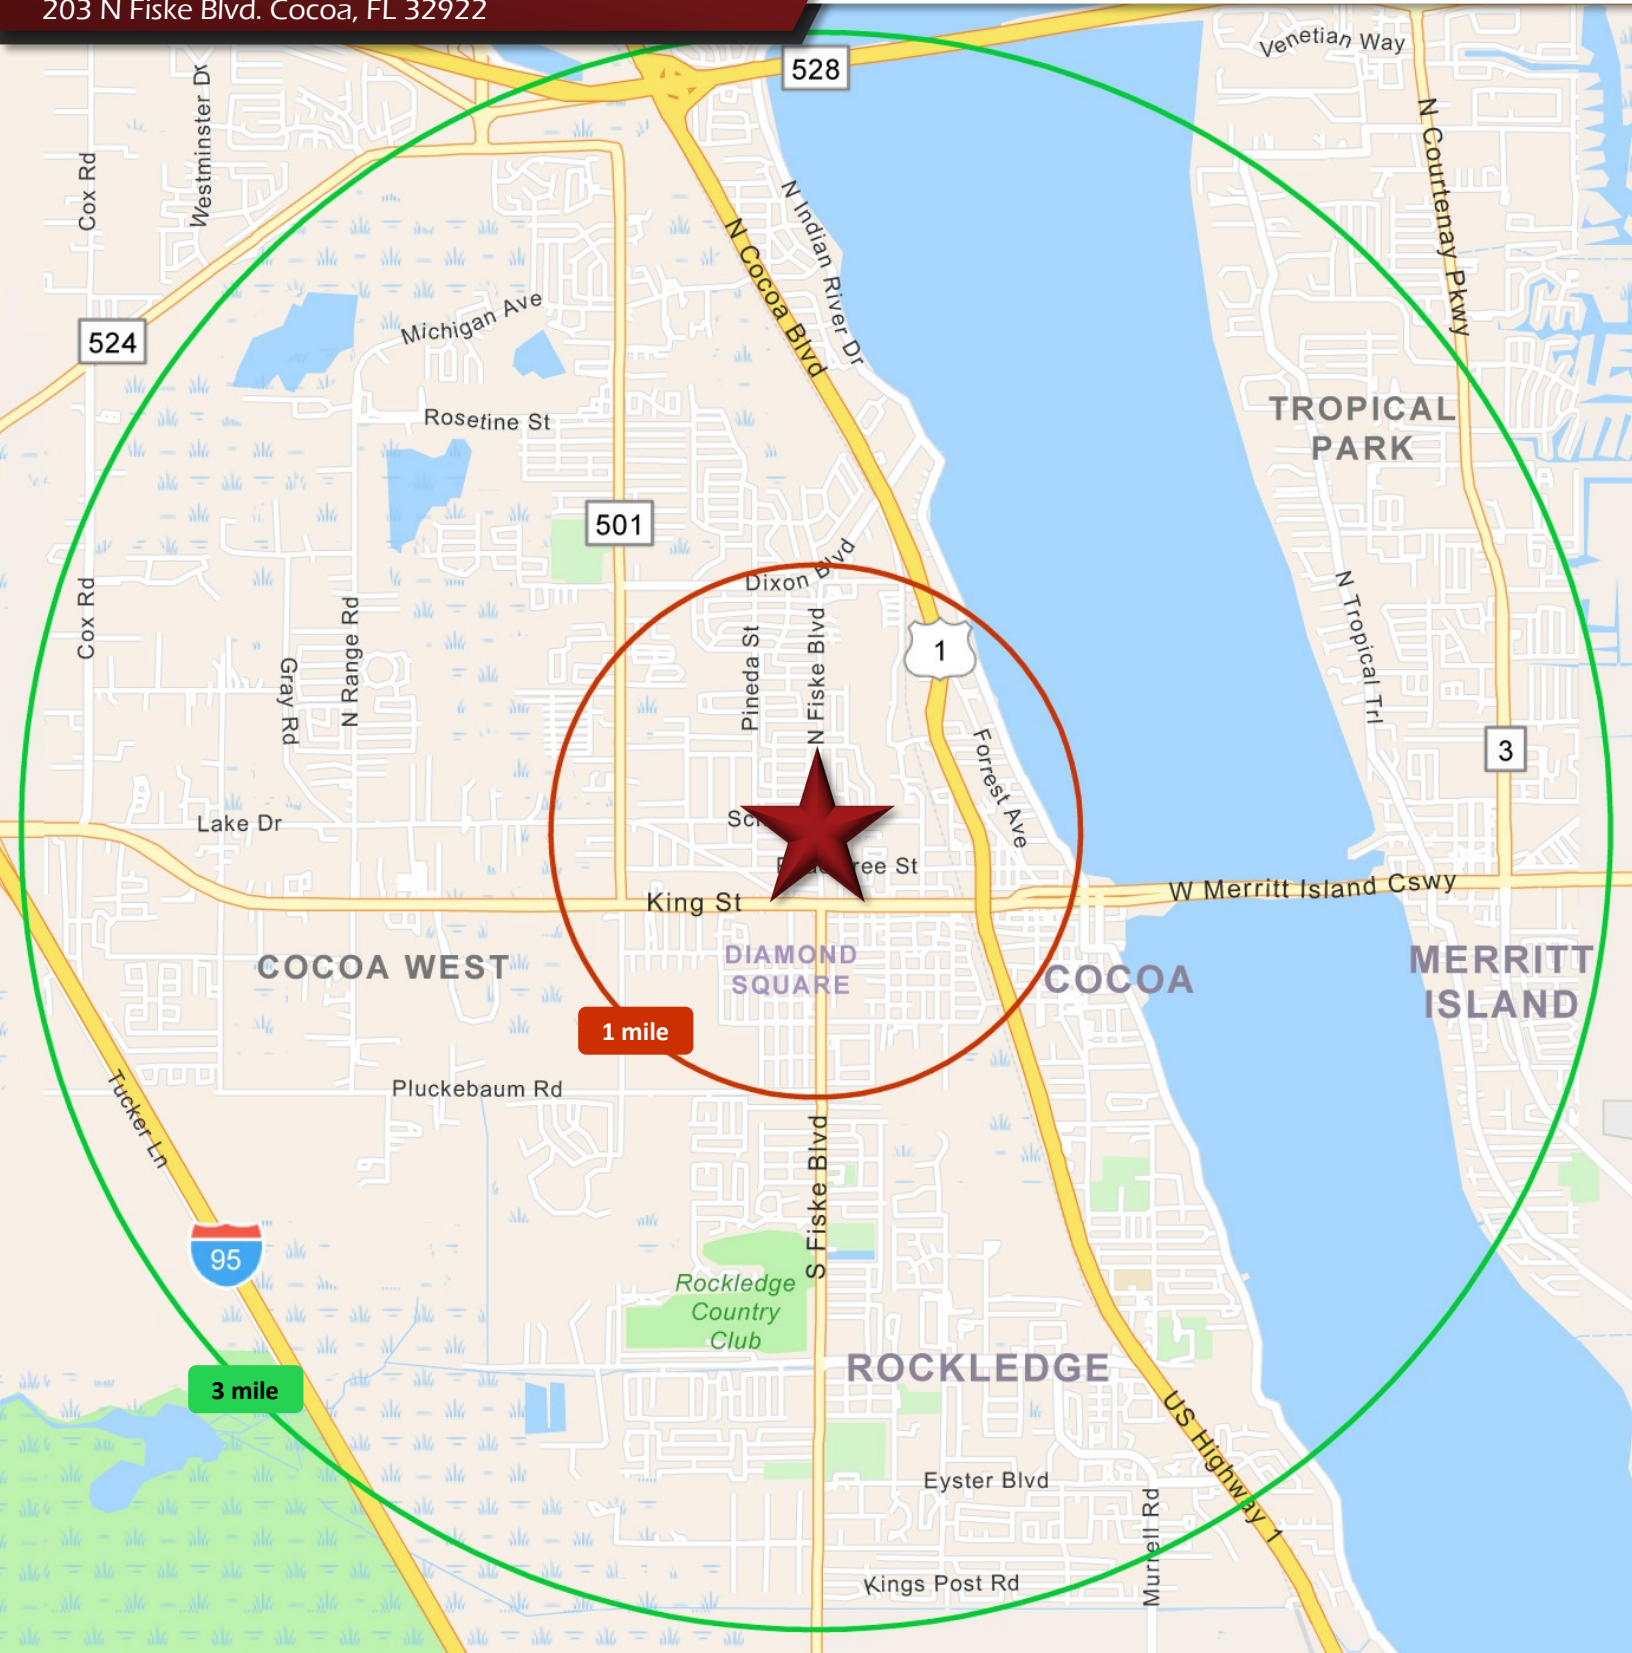 203 N Fiske Blvd. Cocoa, FL 32922
528
Venetian Way
Westminster Dr
Cox Rd
N Courtenay Pkwy
N Indian River Dr
N Cocoa Blvd
Michigan Ave
524
Rosetine St
TROPICAL
PARK
501
Dixon Blvd
Cox Rd
N Range Rd
Gray Rd
Pineda St
N Fiske Blvd
1
N Tropical Trl
Forrest Ave
3
Lake Dr
St
King St
W Merritt Island Cswy
DIAMOND
SQUARE
COCOA WEST
COCOA
MERRITT
ISLAND
1 mile
Pluckebaum Rd
Tucker Ln
S Fiske Blvd
95
Rockledge
Country
Club
ROCKLEDGE
3 mile
US Highway 1
Eyster Blvd
Murrell Rd
Kings Post Rd